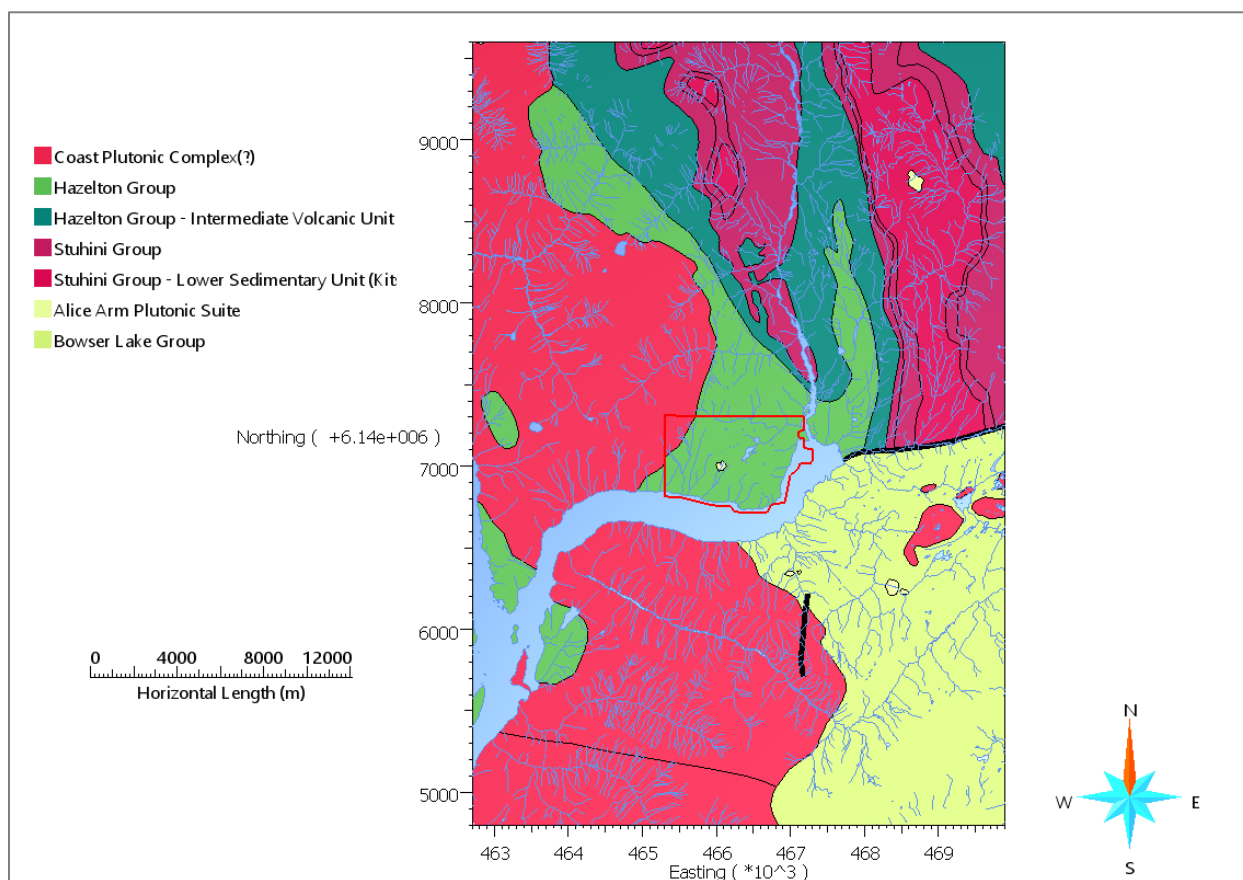 Coast Plutonic Complex(?)
Hazelton Group
Hazelton Group - Intermediate Volcanic Unit
Stuhini Group
Stuhini Group - Lower Sedimentary Unit (Kits
Alice Arm Plutonic Suite
Bowser Lake Group
9000
8000
Northing ( +6.14e+006 )
7000
6000
5000
0 4000 8000 12000
Horizontal Length (m)
463 464 465 466 467 468 469
Easting ( *10^3 )
N
W E
S